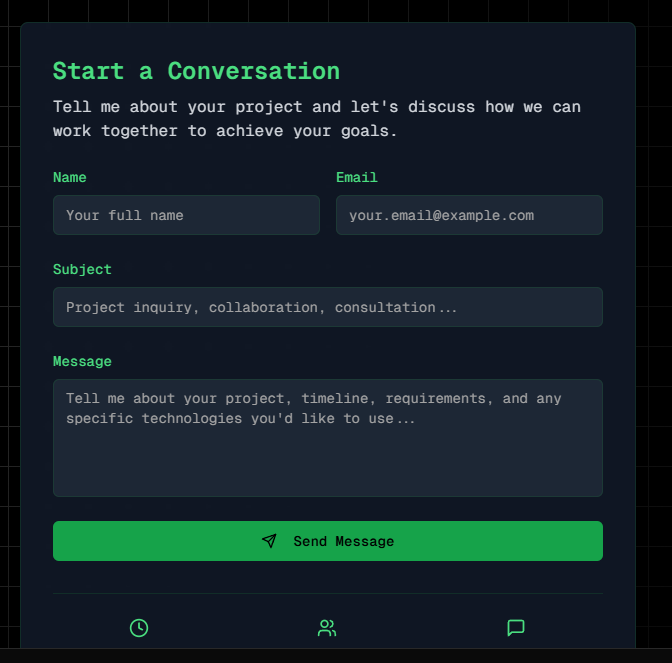 Start a Conversation
Tell me about your project and let's discuss how we can
work together to achieve your goals.
Name
Email
Your full name
your.email@example.com
Subject
Project inquiry, collaboration, consultation...
Message
Tell me about your project, timeline, requirements, and any
specific technologies you'd like to use...
Send Message